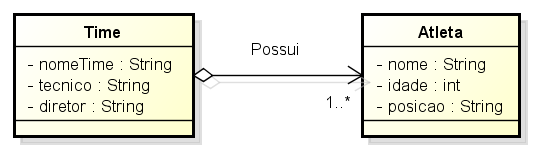 Time
- nomeTime : String
- tecnico : String
- diretor : String
Possui
1..*
Atleta
- nome : String
- idade : int
- posicao : String